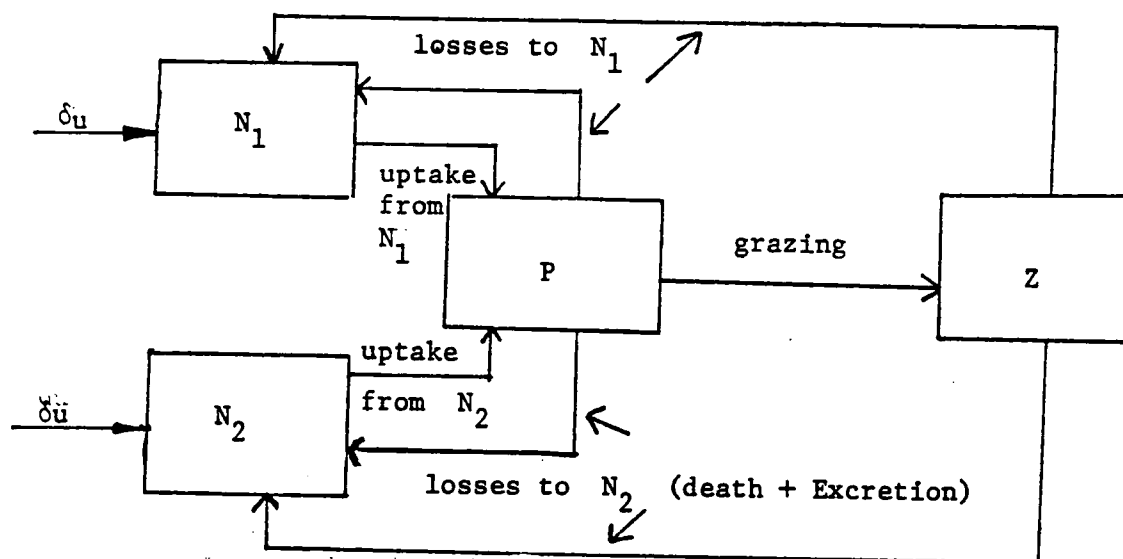 losses to N1
δu
N1
uptake
from
N1
grazing
P
Z
uptake
from N2
N2
losses to N2 (death + Excretion)